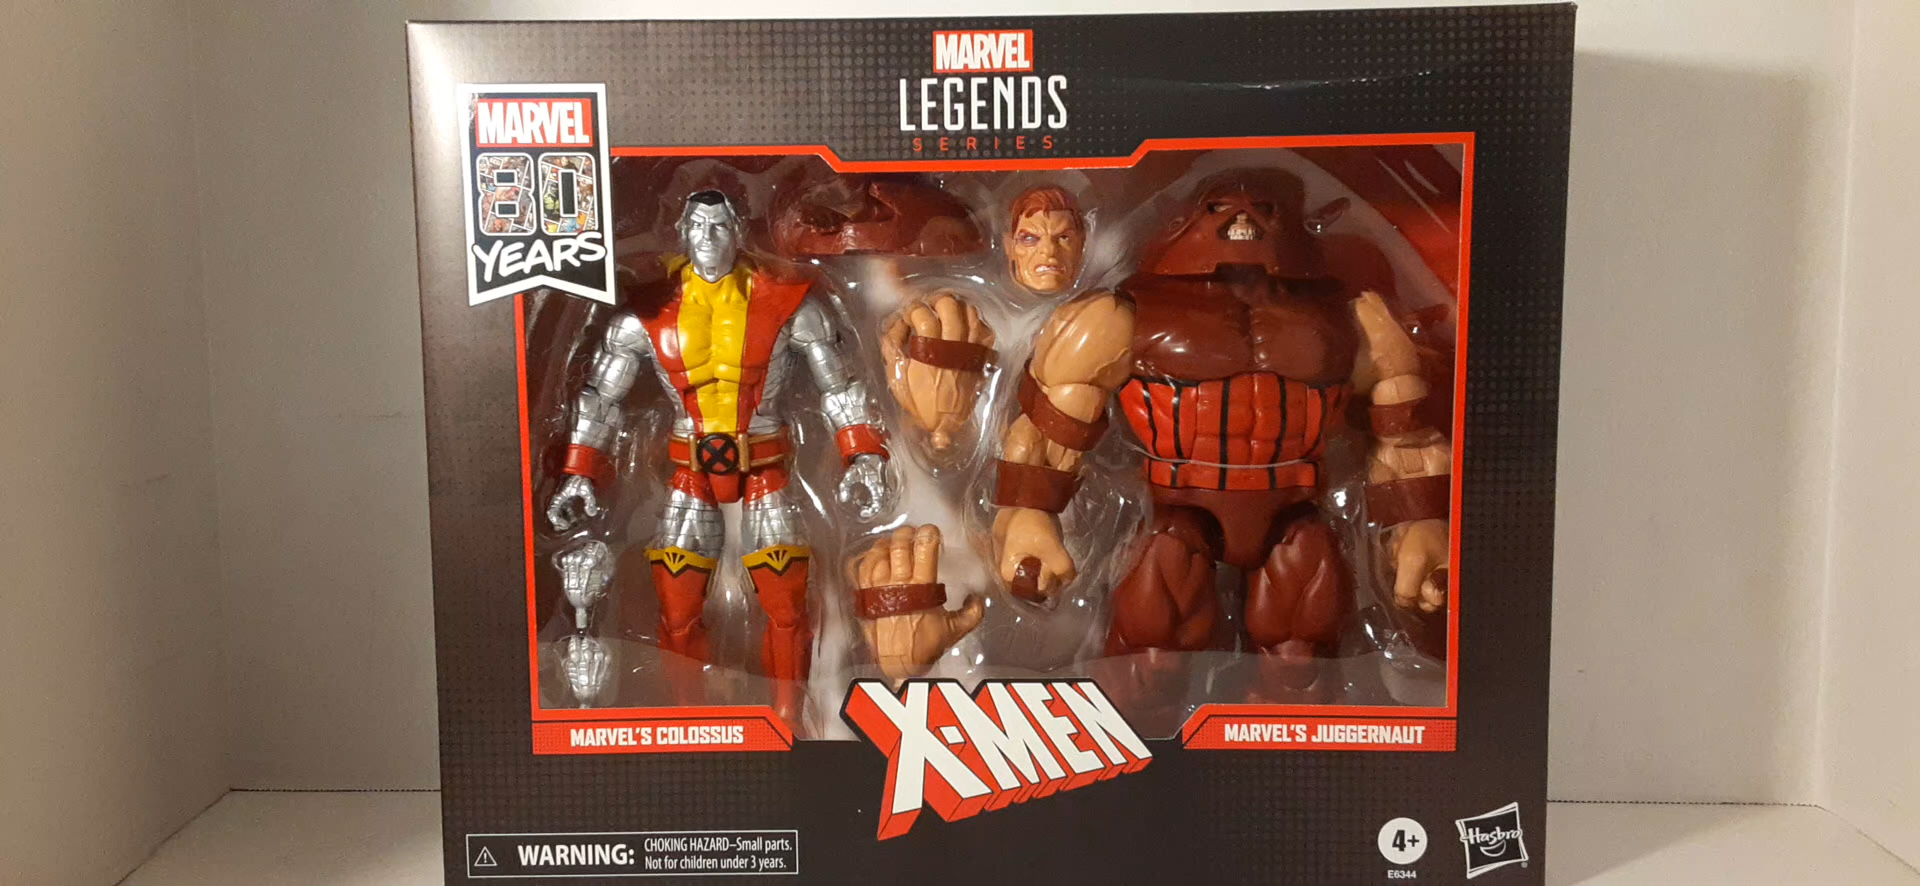 MARVEL
LEGENDS
SERIES
MARVEL
80
YEARS
MARVEL'S COLOSSUS
X-MEN
MARVEL'S JUGGERNAUT
WARNING:
CHOKING HAZARD–Small parts.
Not for children under 3 years.
4+
E6344
Hasbro